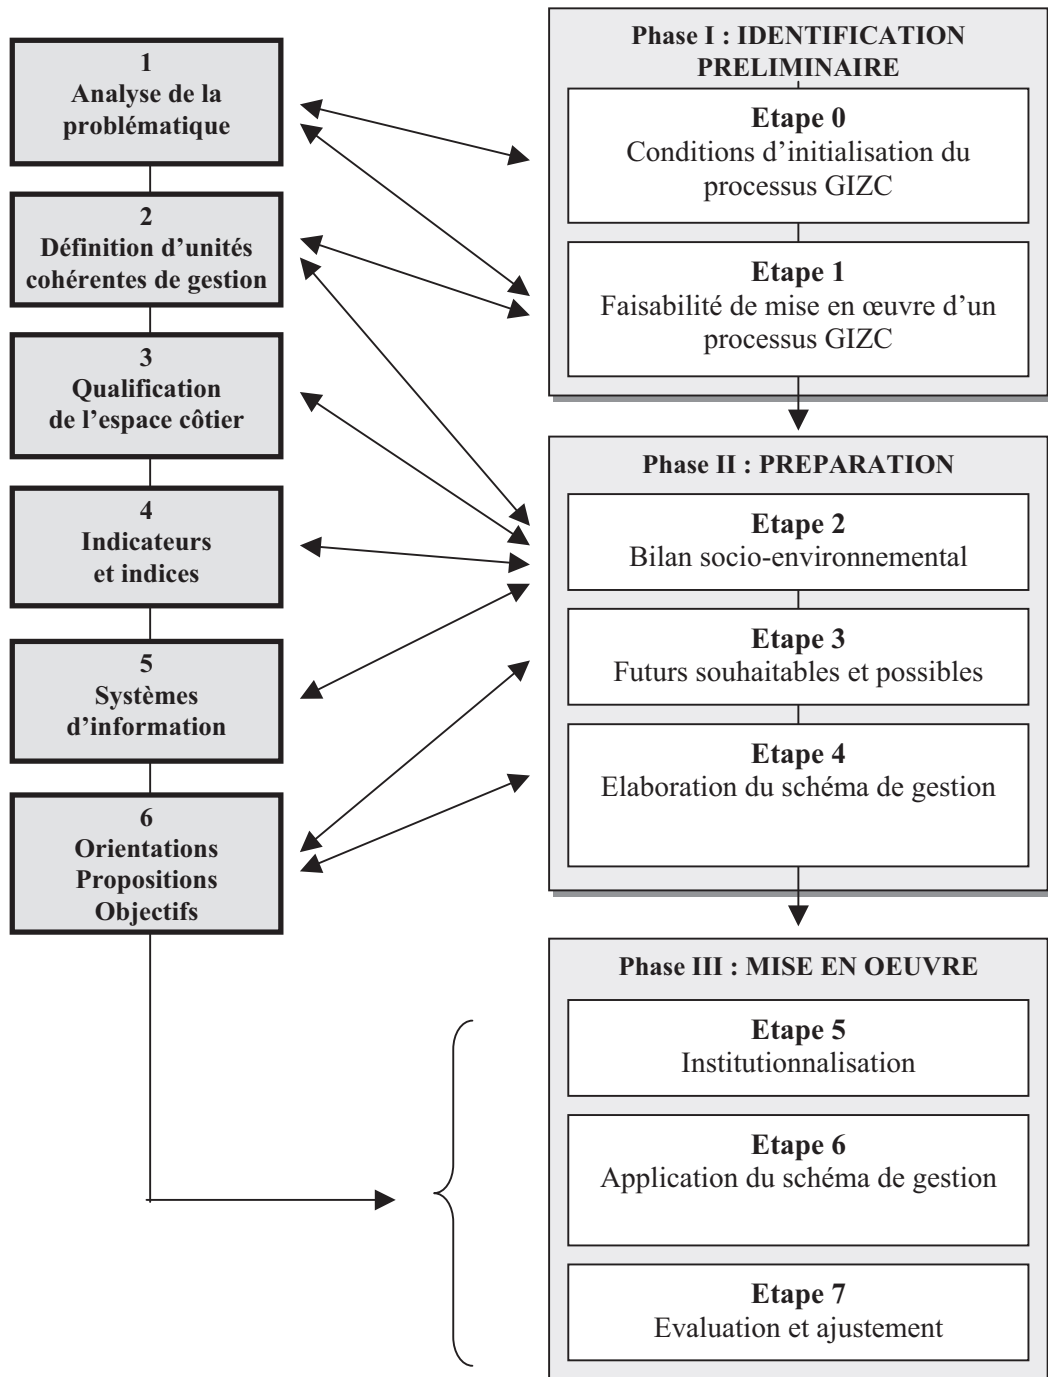 1
Analyse de la
problématique
2
Définition d’unités
cohérentes de gestion
3
Qualification
de l’espace côtier
4
Indicateurs
et indices
5
Systèmes
d’information
6
Orientations
Propositions
Objectifs
Phase I : IDENTIFICATION
PRELIMINAIRE
Etape 0
Conditions d’initialisation du
processus GIZC
Etape 1
Faisabilité de mise en œuvre d’un
processus GIZC
Phase II : PREPARATION
Etape 2
Bilan socio-environnemental
Etape 3
Futurs souhaitables et possibles
Etape 4
Elaboration du schéma de gestion
Phase III : MISE EN OEUVRE
Etape 5
Institutionnalisation
Etape 6
Application du schéma de gestion
Etape 7
Evaluation et ajustement